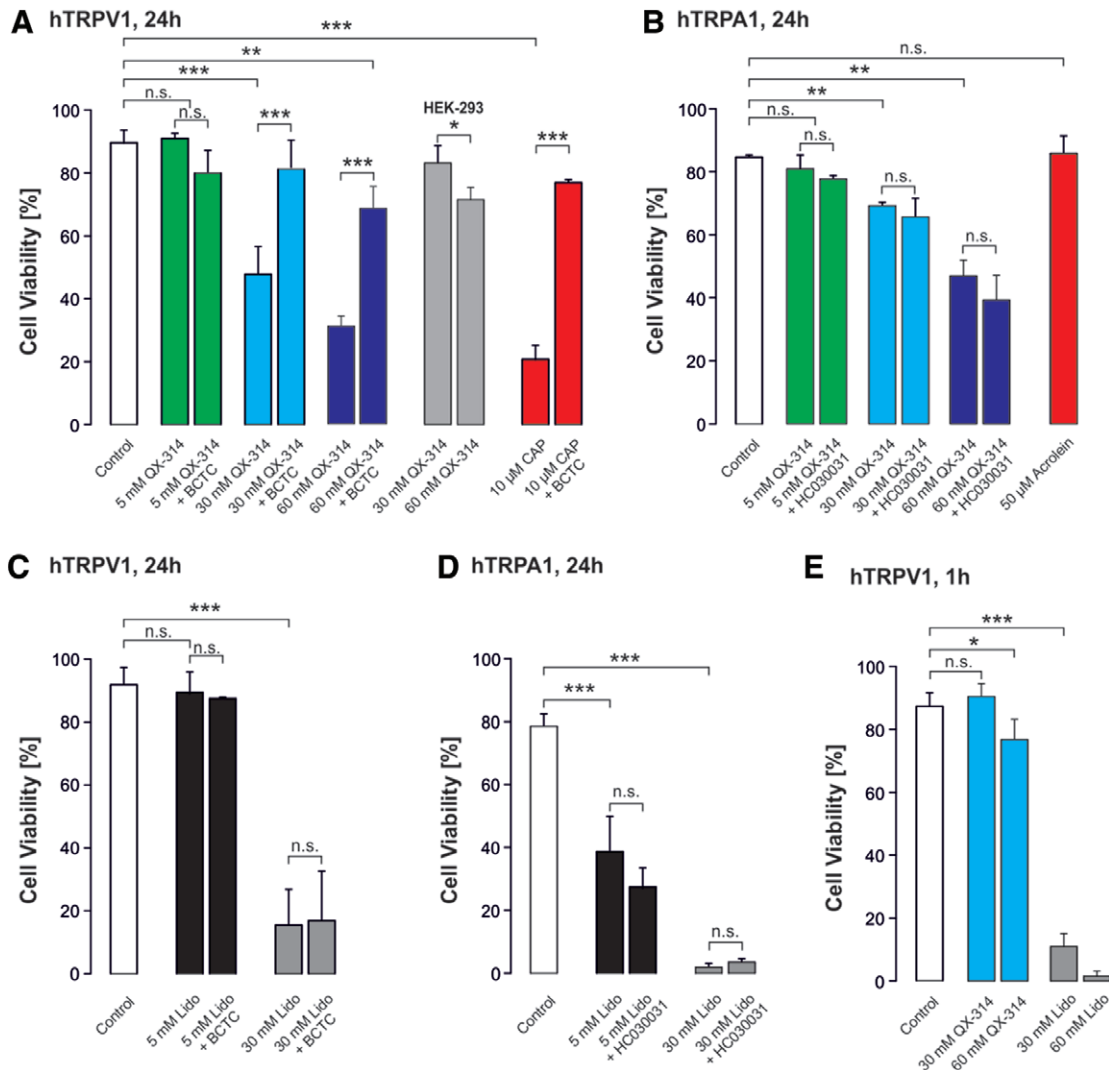 A hTRPV1, 24h
***
**
***
n.s.
n.s.
***
***
HEK-293
*
***
Cell Viability [%]
100
80
60
40
20
0
Control
5 mM QX-314
5 mM QX-314
+ BCTC
30 mM QX-314
30 mM QX-314
+ BCTC
60 mM QX-314
60 mM QX-314
+ BCTC
30 mM QX-314
60 mM QX-314
10 µM CAP
10 µM CAP
+ BCTC
B hTRPA1, 24h
n.s.
**
**
n.s.
n.s.
n.s.
n.s.
Cell Viability [%]
100
80
60
40
20
0
Control
5 mM QX-314
5 mM QX-314
+ HC030031
30 mM QX-314
30 mM QX-314
+ HC030031
60 mM QX-314
60 mM QX-314
+ HC030031
50 µM Acrolein
C hTRPV1, 24h
***
n.s.
n.s.
n.s.
Cell Viability [%]
100
80
60
40
20
0
Control
5 mM Lido
5 mM Lido
+ BCTC
30 mM Lido
30 mM Lido
+ BCTC
D hTRPA1, 24h
***
***
n.s.
n.s.
Cell Viability [%]
100
80
60
40
20
0
Control
5 mM Lido
5 mM Lido
+ HC030031
30 mM Lido
30 mM Lido
+ HC030031
E hTRPV1, 1h
***
*
n.s.
Cell Viability [%]
100
80
60
40
20
0
Control
30 mM QX-314
60 mM QX-314
30 mM Lido
60 mM Lido